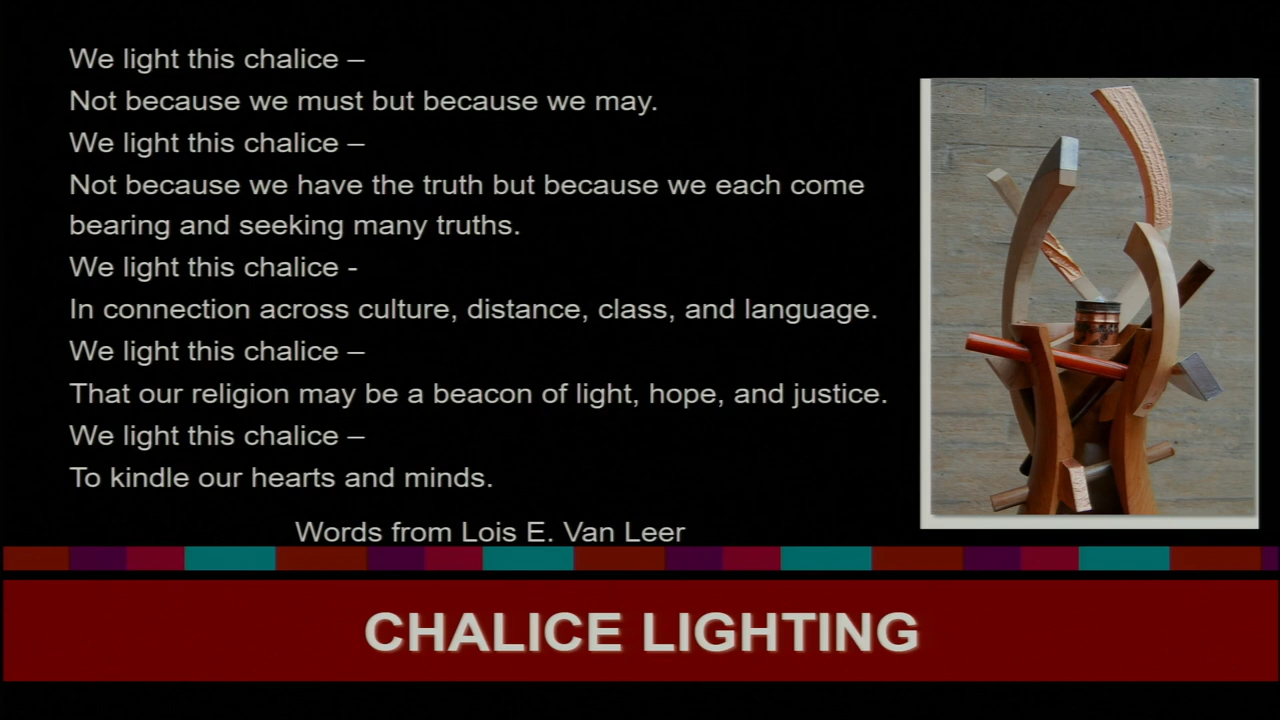 We light this chalice –
Not because we must but because we may.
We light this chalice –
Not because we have the truth but because we each come
bearing and seeking many truths.
We light this chalice -
In connection across culture, distance, class, and language.
We light this chalice –
That our religion may be a beacon of light, hope, and justice.
We light this chalice –
To kindle our hearts and minds.
Words from Lois E. Van Leer
CHALICE LIGHTING